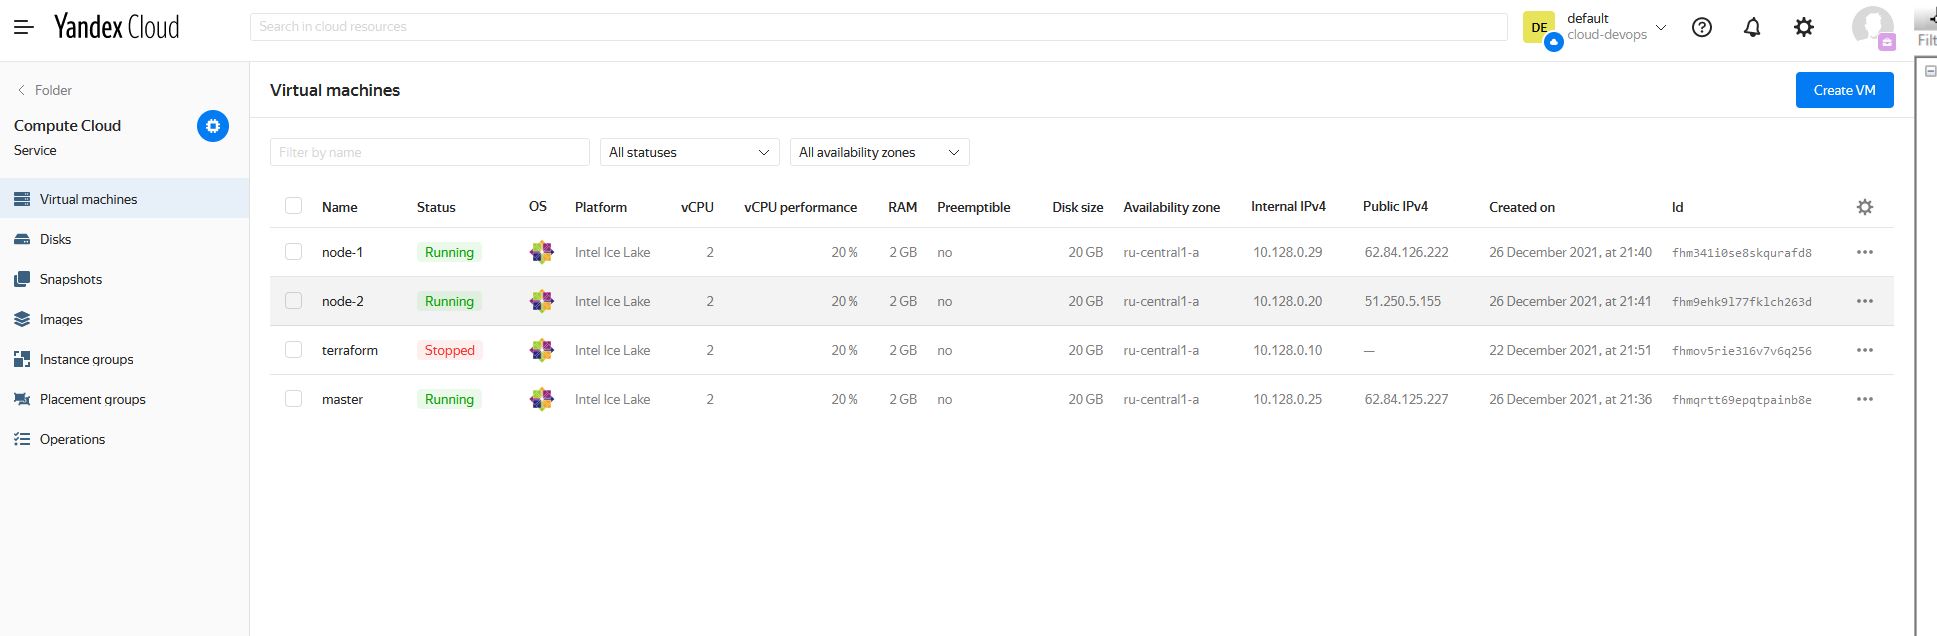 Yandex Cloud
Search in cloud resources
DE
default
cloud-devops
Filt
Folder
Compute Cloud
Service
Virtual machines
Disks
Snapshots
Images
Instance groups
Placement groups
Operations
Virtual machines
Create VM
Filter by name
All statuses
All availability zones
Name Status OS Platform vCPU vCPU performance RAM Preemptible Disk size Availability zone Internal IPv4 Public IPv4 Created on Id
node-1 Running Intel Ice Lake 2 20 % 2 GB no 20 GB ru-central1-a 10.128.0.29 62.84.126.222 26 December 2021, at 21:40 fhm341i0se8skqurafd8
node-2 Running Intel Ice Lake 2 20 % 2 GB no 20 GB ru-central1-a 10.128.0.20 51.250.5.155 26 December 2021, at 21:41 fhm9ehk9l77fklch263d
terraform Stopped Intel Ice Lake 2 20 % 2 GB no 20 GB ru-central1-a 10.128.0.10 — 22 December 2021, at 21:51 fhmov5rie316v7v6q256
master Running Intel Ice Lake 2 20 % 2 GB no 20 GB ru-central1-a 10.128.0.25 62.84.125.227 26 December 2021, at 21:36 fhmqrtt69epqtpainb8e